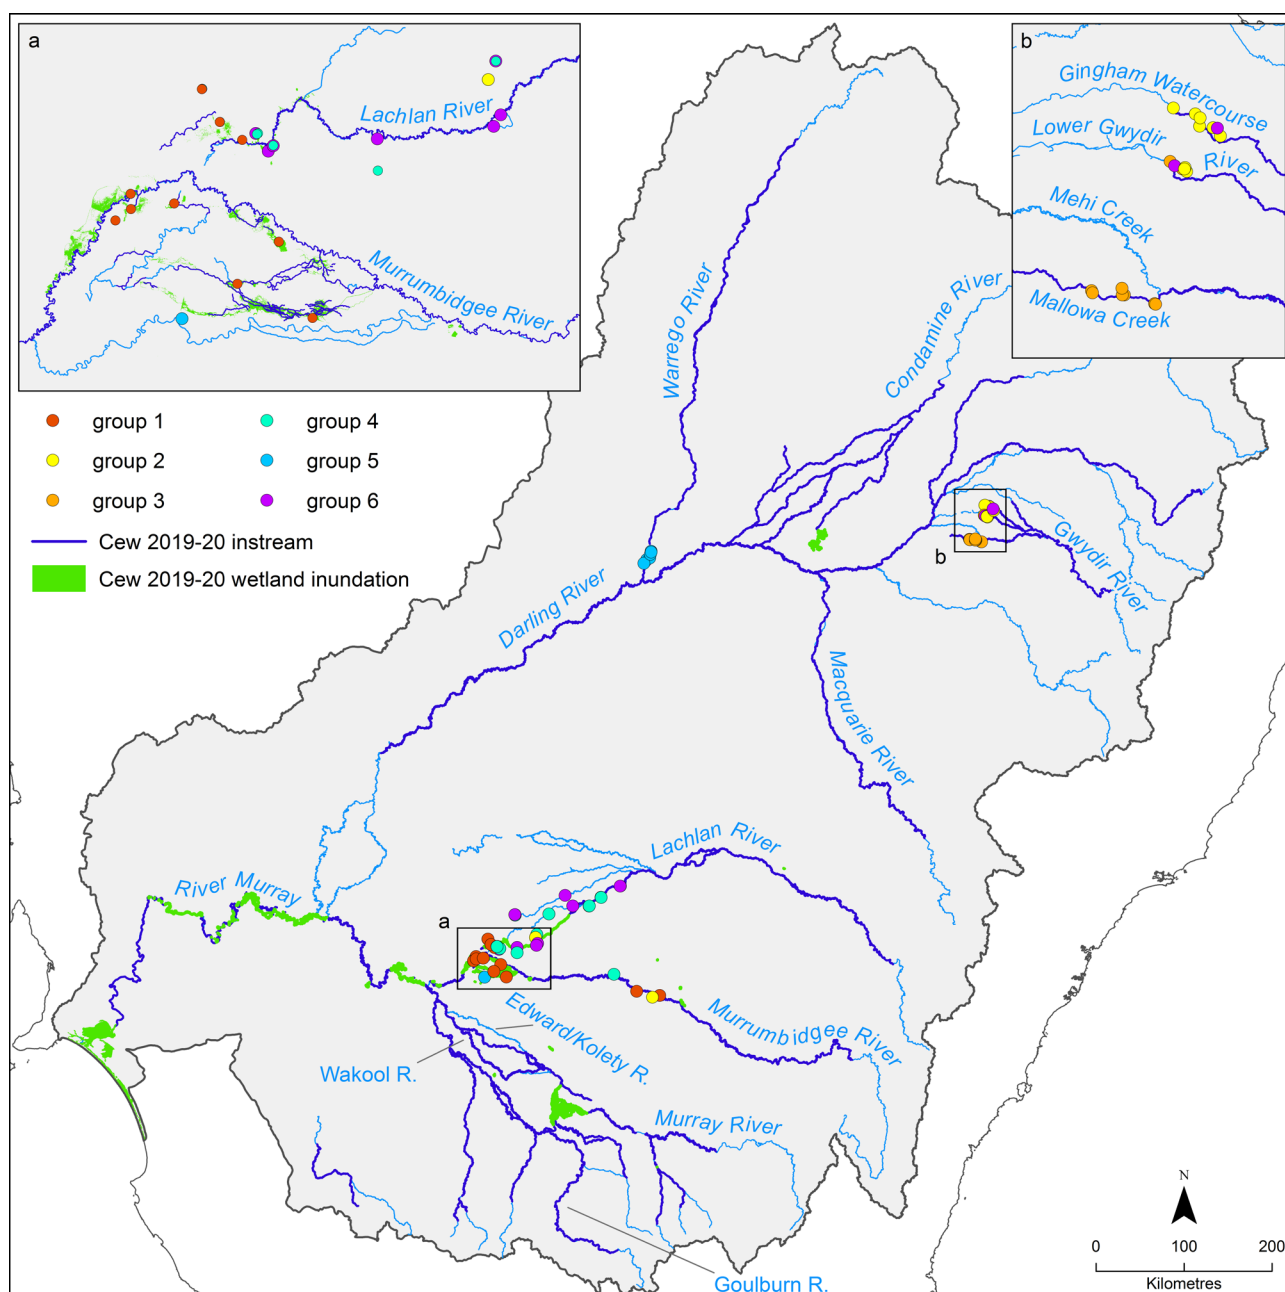 a
Lachlan River
Murrumbidgee River
b
Gingham Watercourse
Lower Gwydir River
Mehi Creek
Mallowa Creek
group 1
group 2
group 3
group 4
group 5
group 6
Cew 2019-20 instream
Cew 2019-20 wetland inundation
Warrego River
Condamine River
b
Gwydir River
Darling River
Macquarie River
Lachlan River
River Murray
a
Murrumbidgee River
Edward/Kolety R.
Wakool R.
Murray River
Goulburn R.
N
0 100 200
Kilometres